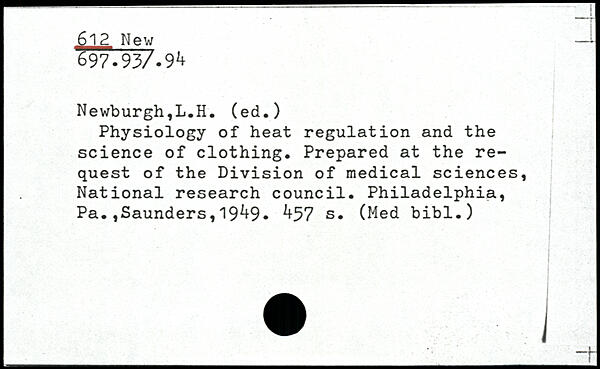 612 New
697.93/.94
Newburgh,L.H. (ed.)
Physiology of heat regulation and the
science of clothing. Prepared at the re-
quest of the Division of medical sciences,
National research council. Philadelphia,
Pa.,Saunders,1949. 457 s. (Med bibl.)